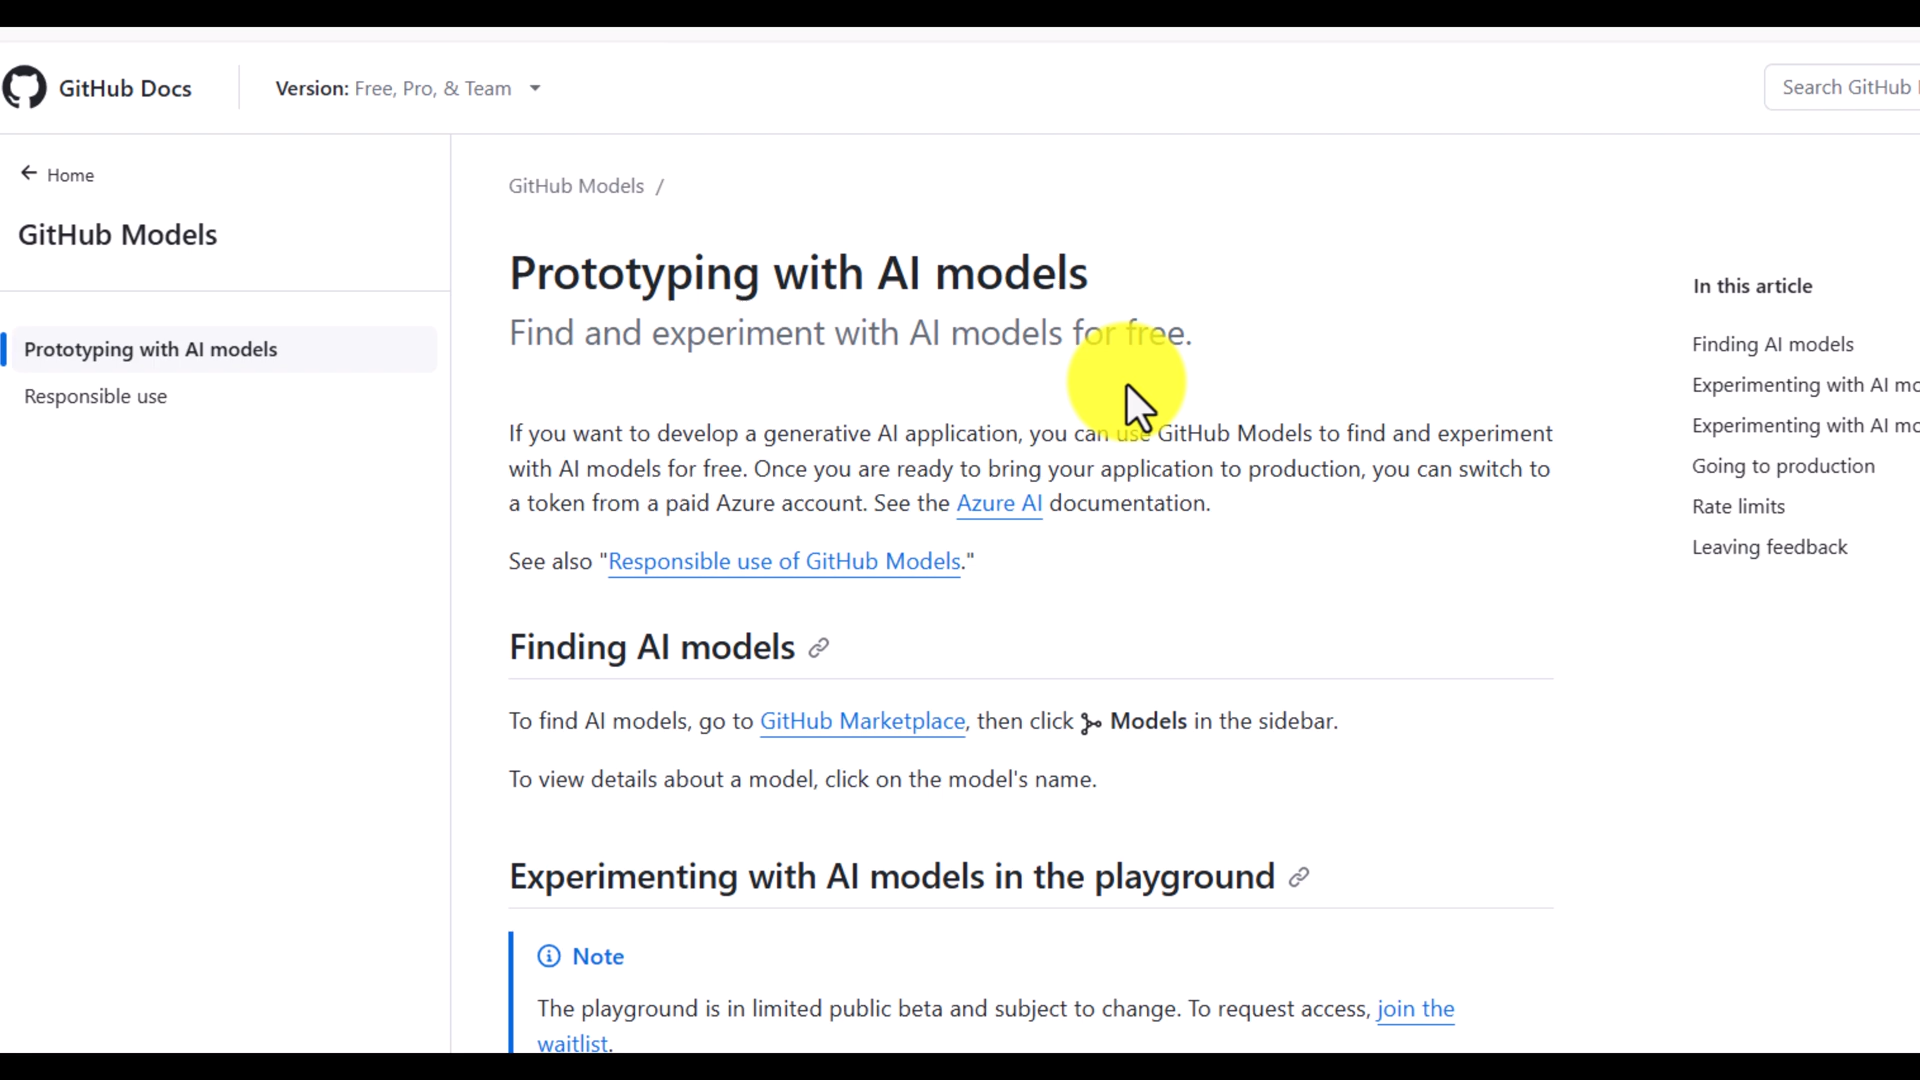 GitHub Docs
Version: Free, Pro, & Team
Search GitHub
Home
GitHub Models
Prototyping with AI models
Responsible use
GitHub Models /
Prototyping with AI models
Find and experiment with AI models for free.
If you want to develop a generative AI application, you can use GitHub Models to find and experiment
with AI models for free. Once you are ready to bring your application to production, you can switch to
a token from a paid Azure account. See the Azure AI documentation.
See also "Responsible use of GitHub Models."
Finding AI models
To find AI models, go to GitHub Marketplace, then click Models in the sidebar.
To view details about a model, click on the model's name.
Experimenting with AI models in the playground
Note
The playground is in limited public beta and subject to change. To request access, join the
waitlist.
In this article
Finding AI models
Experimenting with AI
Experimenting with AI
Going to production
Rate limits
Leaving feedback